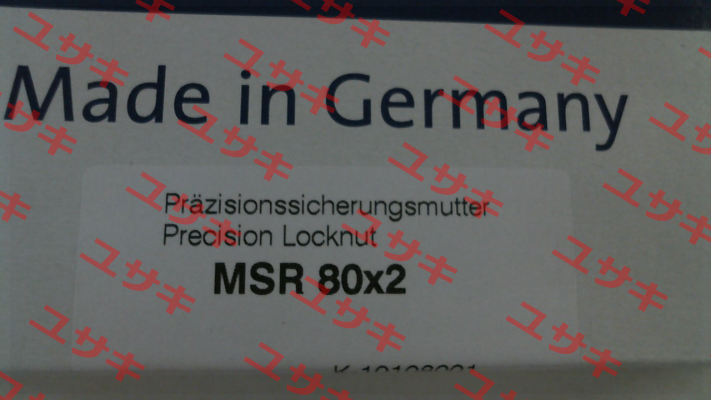 Made in Germany
Präzisionssicherungsmutter
Precision Locknut
MSR 80x2
ユサキ